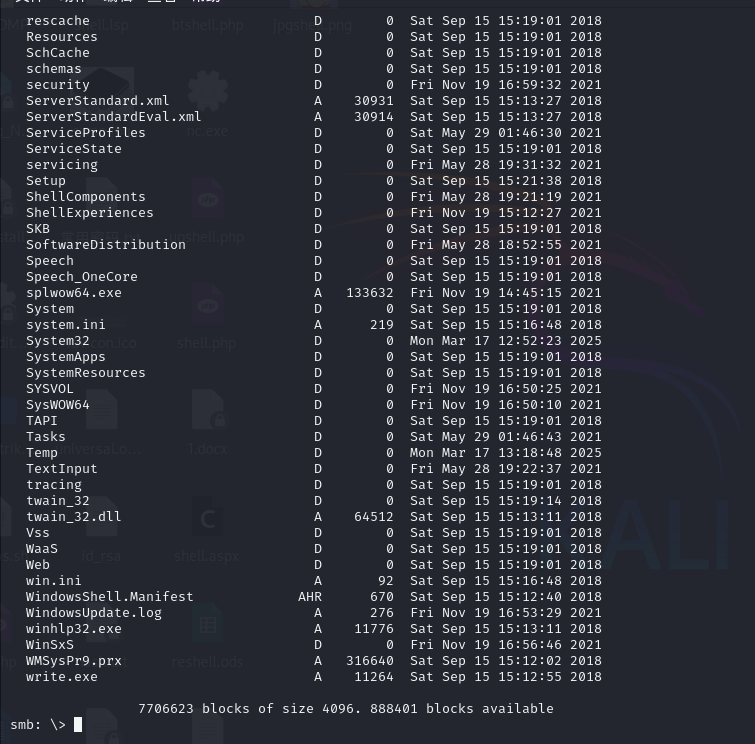 rescache D 0 Sat Sep 15 15:19:01 2018
Resources D 0 Sat Sep 15 15:19:01 2018
SchCache D 0 Sat Sep 15 15:19:01 2018
schemas D 0 Sat Sep 15 15:19:01 2018
security D 0 Fri Nov 19 16:59:32 2021
ServerStandard.xml A 30931 Sat Sep 15 15:13:27 2018
ServerStandardEval.xml A 30914 Sat Sep 15 15:13:27 2018
ServiceProfiles D 0 Sat May 29 01:46:30 2021
ServiceState D 0 Sat Sep 15 15:19:01 2018
servicing D 0 Fri May 28 19:31:32 2021
Setup D 0 Sat Sep 15 15:21:38 2018
ShellComponents D 0 Fri May 28 19:21:19 2021
ShellExperiences D 0 Fri Nov 19 15:12:27 2021
SKB D 0 Sat Sep 15 15:19:01 2018
SoftwareDistribution D 0 Fri May 28 18:52:55 2021
Speech D 0 Sat Sep 15 15:19:01 2018
Speech_OneCore D 0 Sat Sep 15 15:19:01 2018
splwow64.exe A 133632 Fri Nov 19 14:45:15 2021
System D 0 Sat Sep 15 15:19:01 2018
system.ini A 219 Sat Sep 15 15:16:48 2018
System32 D 0 Mon Mar 17 12:52:23 2025
SystemApps D 0 Sat Sep 15 15:19:01 2018
SystemResources D 0 Sat Sep 15 15:19:01 2018
SYSVOL D 0 Fri Nov 19 16:50:25 2021
SysWOW64 D 0 Fri Nov 19 16:50:10 2021
TAPI D 0 Sat Sep 15 15:19:01 2018
Tasks D 0 Sat May 29 01:46:43 2021
Temp D 0 Mon Mar 17 13:18:48 2025
TextInput D 0 Fri May 28 19:22:37 2021
tracing D 0 Sat Sep 15 15:19:01 2018
twain_32 D 0 Sat Sep 15 15:19:14 2018
twain_32.dll A 64512 Sat Sep 15 15:13:11 2018
Vss D 0 Sat Sep 15 15:19:01 2018
WaaS D 0 Sat Sep 15 15:19:01 2018
Web D 0 Sat Sep 15 15:19:01 2018
win.ini A 92 Sat Sep 15 15:16:48 2018
WindowsShell.Manifest AHR 670 Sat Sep 15 15:12:40 2018
WindowsUpdate.log A 276 Fri Nov 19 16:53:29 2021
winhlp32.exe A 11776 Sat Sep 15 15:13:11 2018
WinSxS D 0 Fri Nov 19 16:56:46 2021
WMSysPr9.prx A 316640 Sat Sep 15 15:12:02 2018
write.exe A 11264 Sat Sep 15 15:12:55 2018
7706623 blocks of size 4096. 888401 blocks available
smb: \>
btshell.php
nc.exe
shell.php
1.docx
id_rsa
shell.aspx
reshell.ods